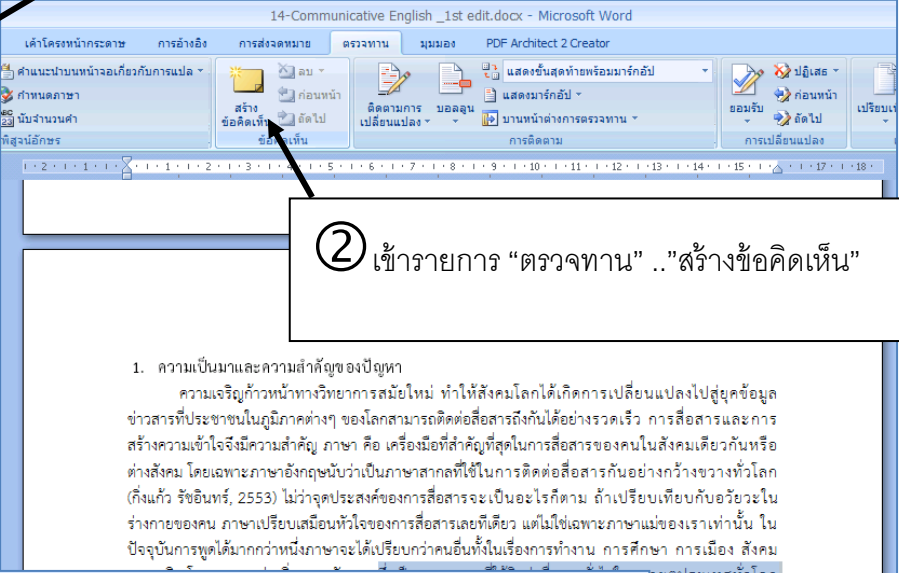 14-Communicative English _1st edit.docx - Microsoft Word
เค้าโครงหน้ากระดาษ การอ้างอิง การส่งจดหมาย ตรวจทาน มุมมอง PDF Architect 2 Creator
คำแนะนำบนหน้าจอเกี่ยวกับการแปล
กำหนดภาษา
นับจำนวนคำ
พิสูจน์อักษร
สร้าง
ข้อคิดเห็น
ลบ
ก่อนหน้า
ถัดไป
ข้อคิดเห็น
ติดตามการ
เปลี่ยนแปลง
บอลลูน
แสดงขั้นสุดท้ายพร้อมมาร์กอัป
แสดงมาร์กอัป
บานหน้าต่างการตรวจทาน
การติดตาม
ยอมรับ
ปฏิเสธ
ก่อนหน้า
ถัดไป
การเปลี่ยนแปลง
2 1 1 2 3 4 5 6 7 8 9 10 11 12 13 14 15 17 18
② เข้ารายการ “ตรวจทาน” ..”สร้างข้อคิดเห็น”
1. ความเป็นมาและความสำคัญของปัญหา
ความเจริญก้าวหน้าทางวิทยาการสมัยใหม่ ทำให้สังคมโลกได้เกิดการเปลี่ยนแปลงไปสู่ยุคข้อมูล
ข่าวสารที่ประชาชนในภูมิภาคต่างๆ ของโลกสามารถติดต่อสื่อสารถึงกันได้อย่างรวดเร็ว การสื่อสารและการ
สร้างความเข้าใจจึงมีความสำคัญ ภาษา คือ เครื่องมือที่สำคัญที่สุดในการสื่อสารของคนในสังคมเดียวกันหรือ
ต่างสังคม โดยเฉพาะภาษาอังกฤษนับว่าเป็นภาษาสากลที่ใช้ในการติดต่อสื่อสารกันอย่างกว้างขวางทั่วโลก
(กิ่งแก้ว รัชอินทร์, 2553) ไม่ว่าจุดประสงค์ของการสื่อสารจะเป็นอะไรก็ตาม ถ้าเปรียบเทียบกับอวัยวะใน
ร่างกายของคน ภาษาเปรียบเสมือนหัวใจของการสื่อสารเลยทีเดียว แต่ไม่ใช่เฉพาะภาษาแม่ของเราเท่านั้น ใน
ปัจจุบันการพูดได้มากกว่าหนึ่งภาษาจะได้เปรียบกว่าคนอื่นทั้งในเรื่องการทำงาน การศึกษา การเมือง สังคม